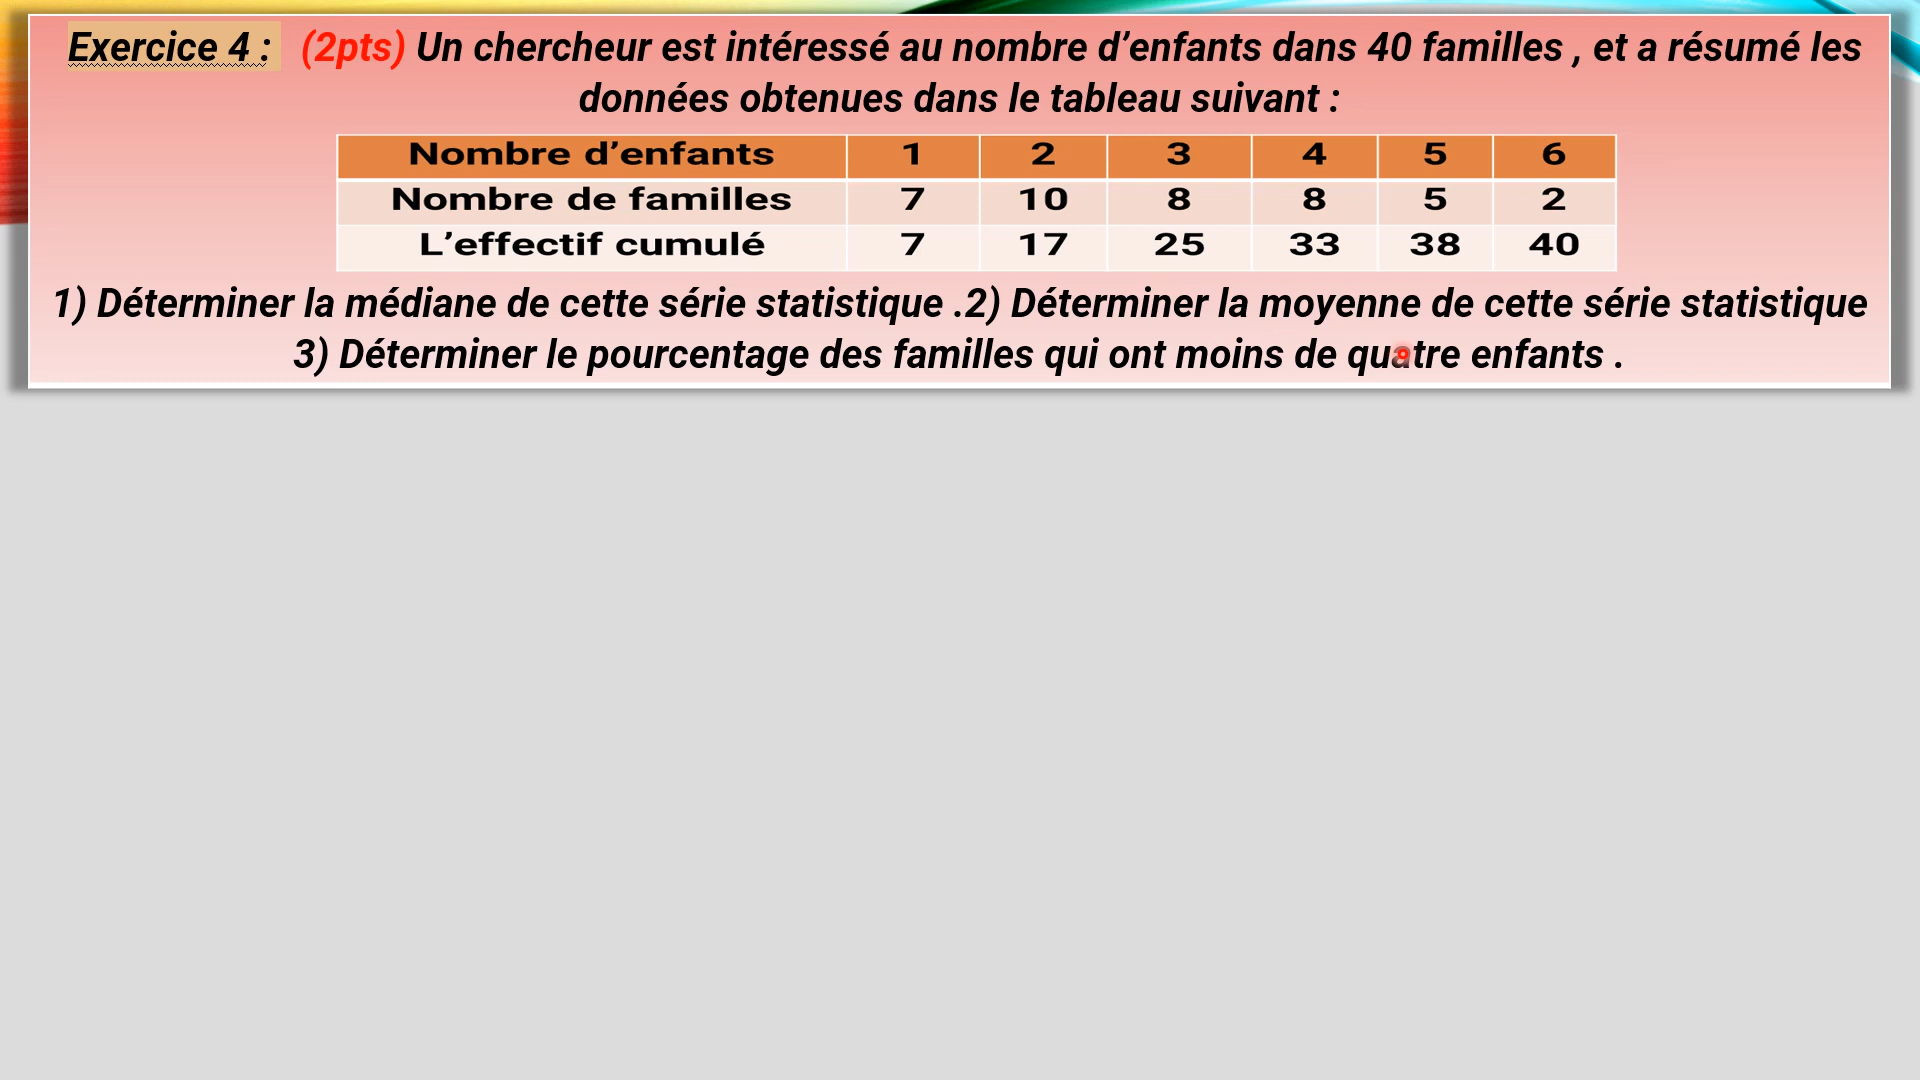 Exercice 4 : (2pts) Un chercheur est intéressé au nombre d’enfants dans 40 familles , et a résumé les
données obtenues dans le tableau suivant :
Nombre d’enfants 1 2 3 4 5 6
Nombre de familles 7 10 8 8 5 2
L’effectif cumulé 7 17 25 33 38 40
1) Déterminer la médiane de cette série statistique .2) Déterminer la moyenne de cette série statistique
3) Déterminer le pourcentage des familles qui ont moins de quatre enfants .